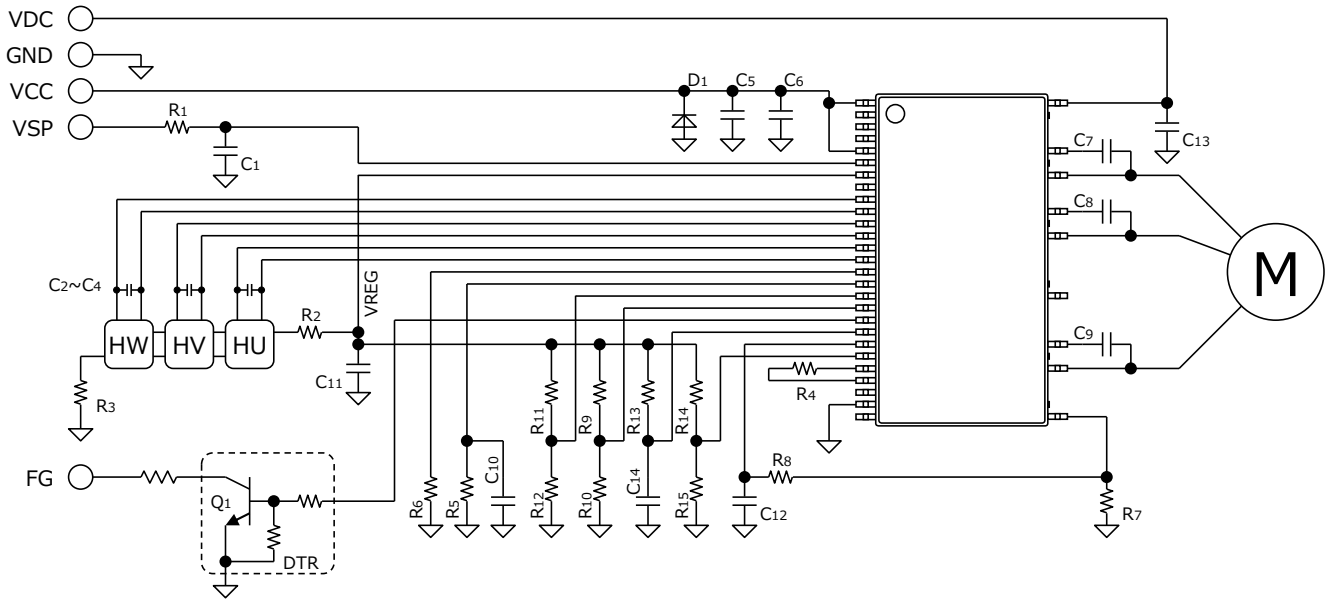 VDC
GND
VCC
VSP
R1
C1
D1
C5
C6
C13
C7
C8
C9
M
C2~C4
HW
HV
HU
R2
VREG
C11
R3
R4
R11
R9
R13
R14
FG
Q1
DTR
R6
R5
C10
R12
R10
C14
R15
R8
C12
R7